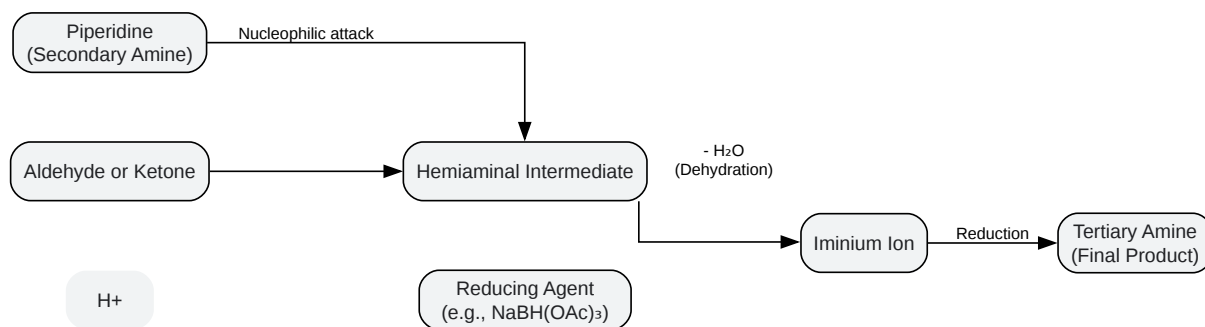 Piperidine
(Secondary Amine)
Nucleophilic attack
Aldehyde or Ketone
Hemiaminal Intermediate
- H₂O
(Dehydration)
Iminium Ion
Reduction
Tertiary Amine
(Final Product)
H+
Reducing Agent
(e.g., NaBH(OAc)₃)